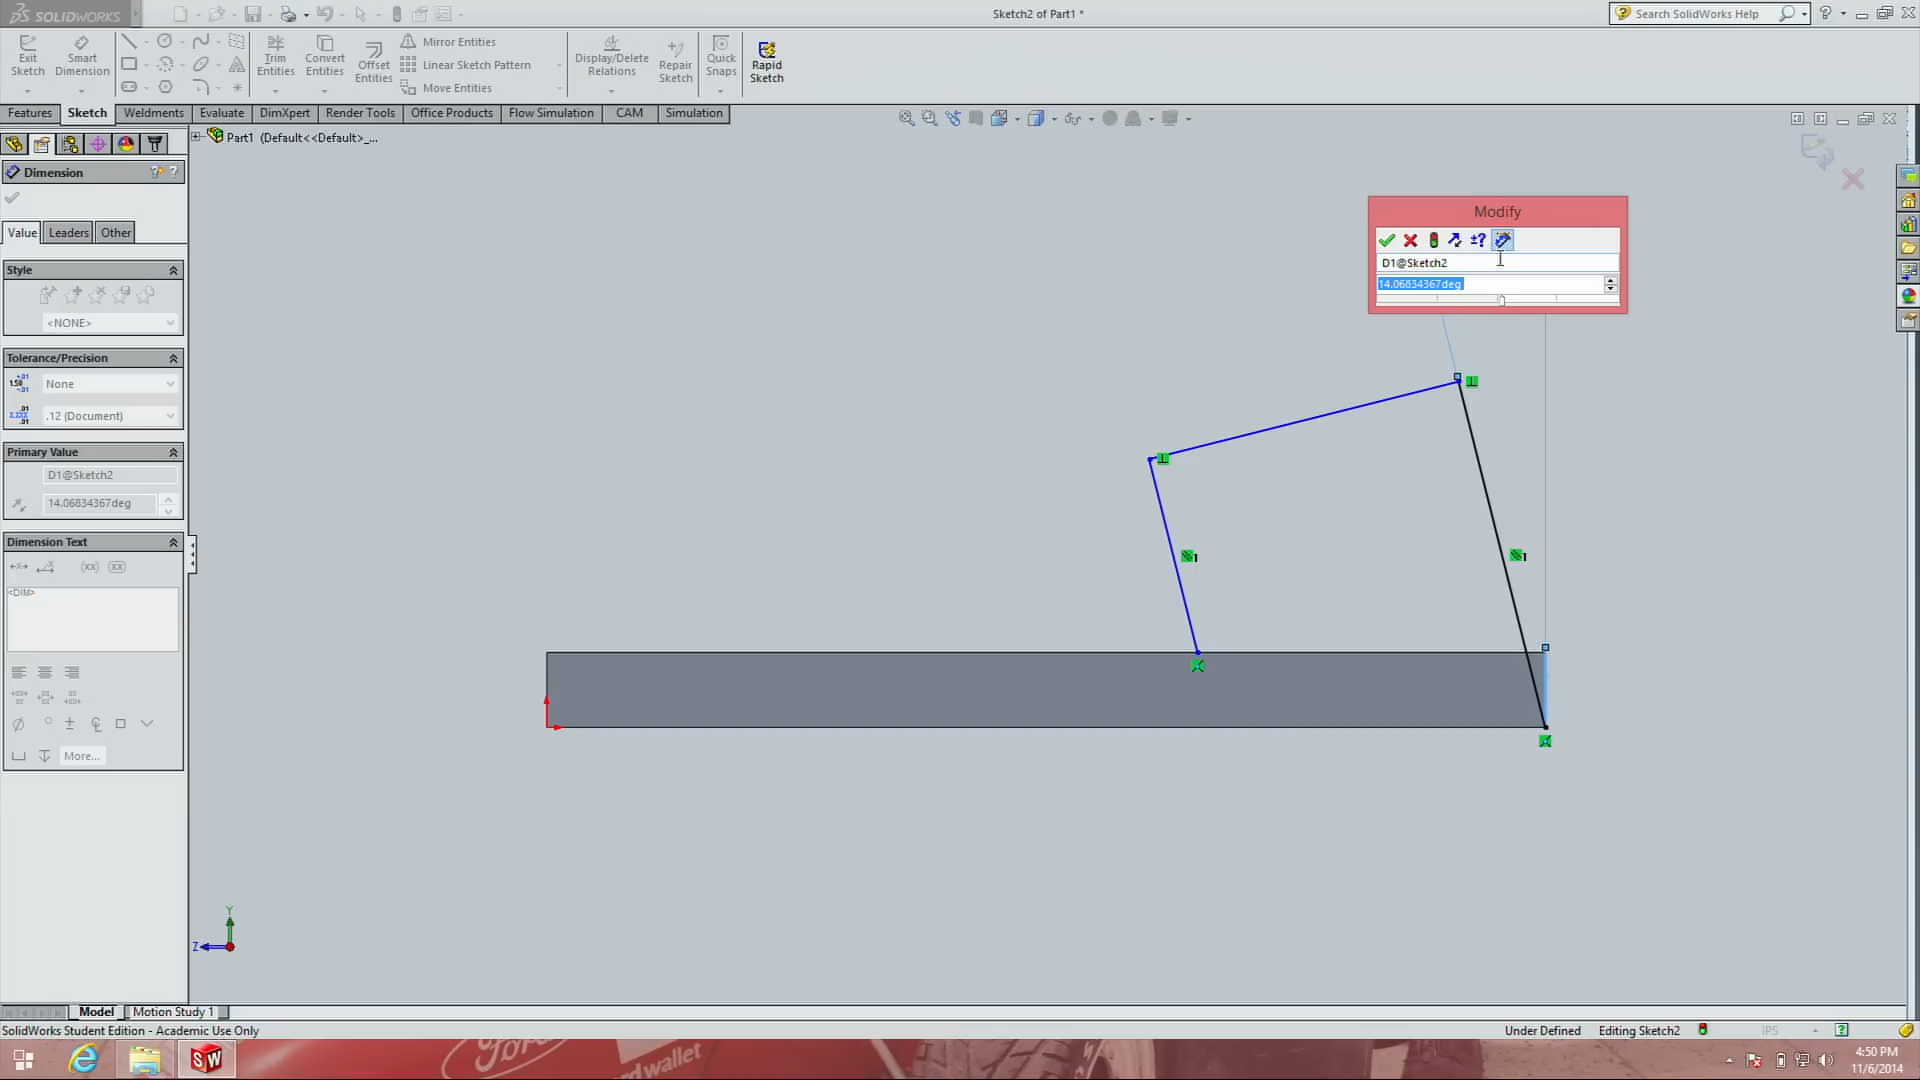 SOLIDWORKS
Sketch2 of Part1 *
Search SolidWorks Help
Exit Sketch
Smart Dimension
Trim Entities
Convert Entities
Offset Entities
Mirror Entities
Linear Sketch Pattern
Move Entities
Display/Delete Relations
Repair Sketch
Quick Snaps
Rapid Sketch
Features Sketch Weldments Evaluate DimXpert Render Tools Office Products Flow Simulation CAM Simulation
Part1 (Default<<Default>_...
Dimension
Value Leaders Other
Style
<NONE>
Tolerance/Precision
None
.12 (Document)
Primary Value
D1@Sketch2
14.06834367deg
Dimension Text
<DIM>
More...
Modify
D1@Sketch2
14.06834367deg
1
1
Y
Z
Model Motion Study 1
SolidWorks Student Edition - Academic Use Only
Under Defined Editing Sketch2 IPS
Ford
dwallet
4:50 PM
11/6/2014